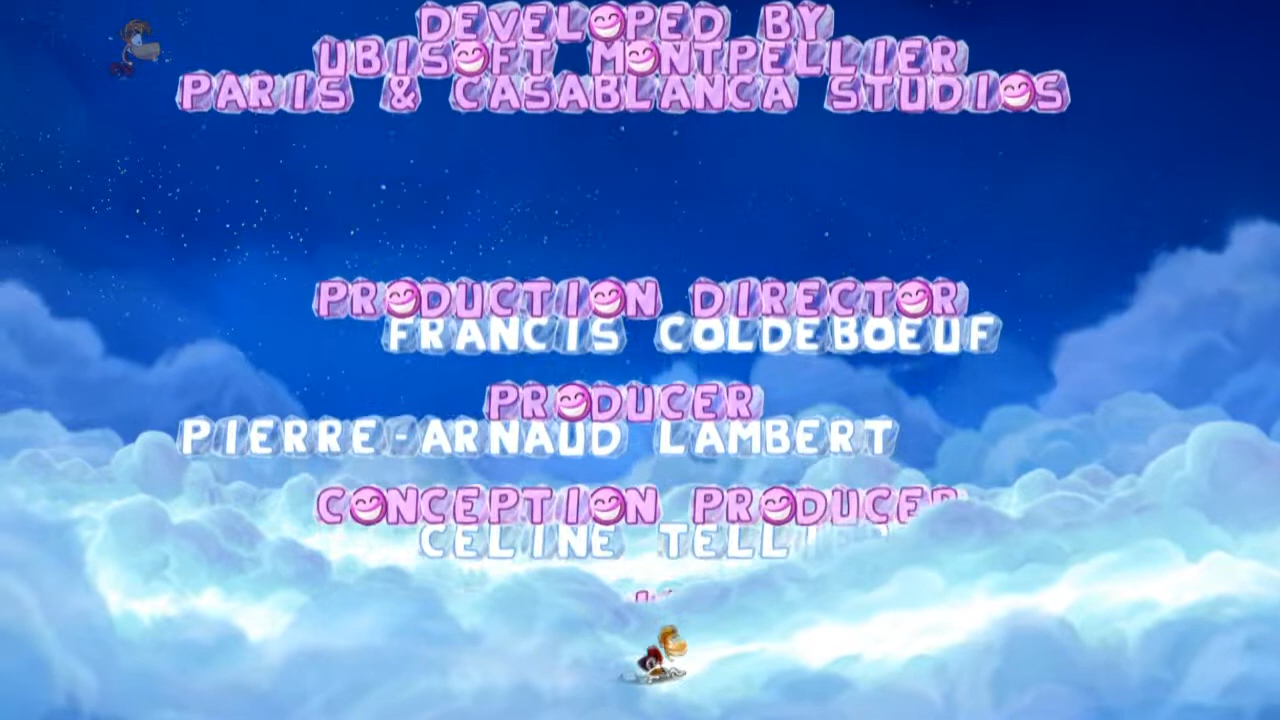 DEVELOPED BY
UBISOFT MONTPELLIER
PARIS & CASABLANCA STUDIOS
PRODUCTION DIRECTOR
FRANCIS COLDEBOEUF
PRODUCER
PIERRE-ARNAUD LAMBERT
CONCEPTION PRODUCER
CELINE